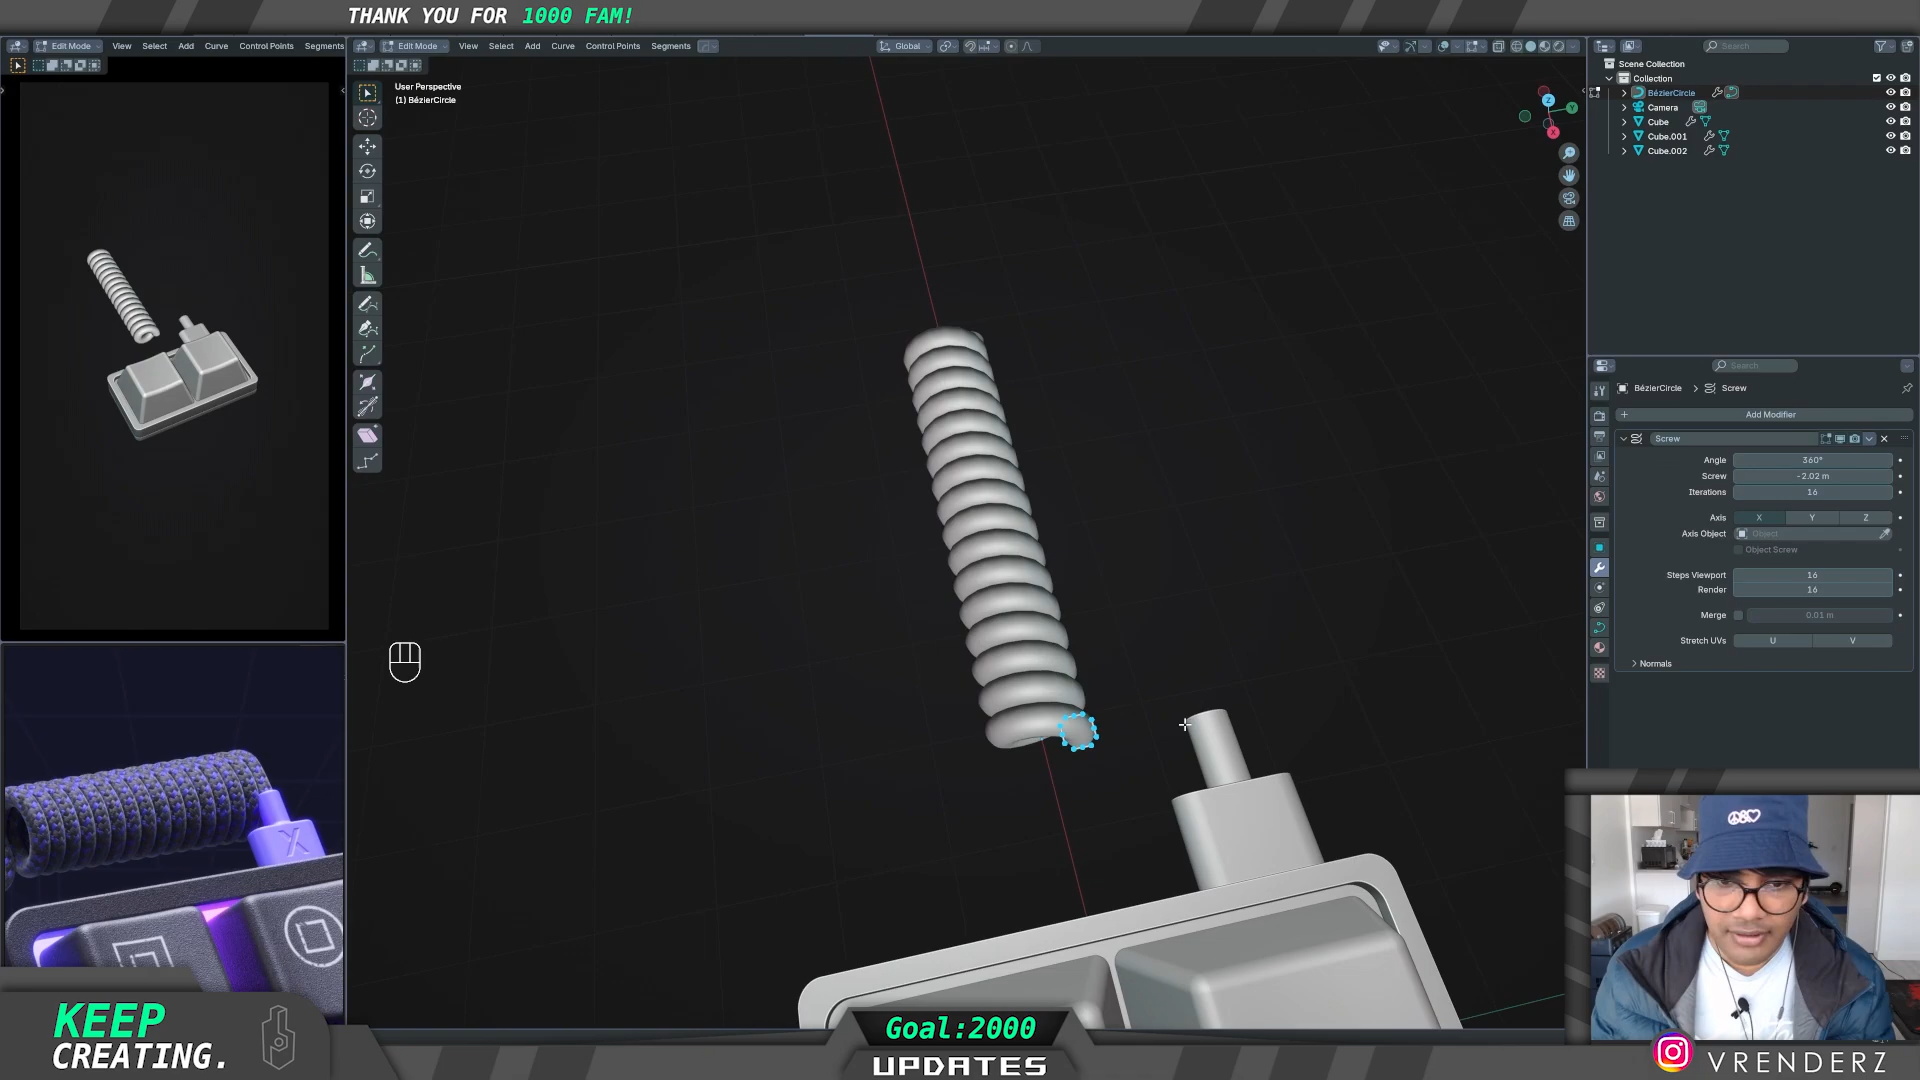 THANK YOU FOR 1000 FAM!
Edit Mode View Select Add Curve Control Points Segments
Edit Mode View Select Add Curve Control Points Segments
Global
Search
User Perspective
(1) BézierCircle
Z
Y
X
Scene Collection
Collection
BézierCircle
Camera
Cube
Cube.001
Cube.002
Search
BézierCircle > Screw
Add Modifier
Screw
Angle 360°
Screw -2.02 m
Iterations 16
Axis X Y Z
Axis Object Object
Object Screw
Steps Viewport 16
Render 16
Merge 0.01 m
Stretch UVs U V
Normals
X
KEEP
CREATING.
Goal:2000
UPDATES
VRENDERZ